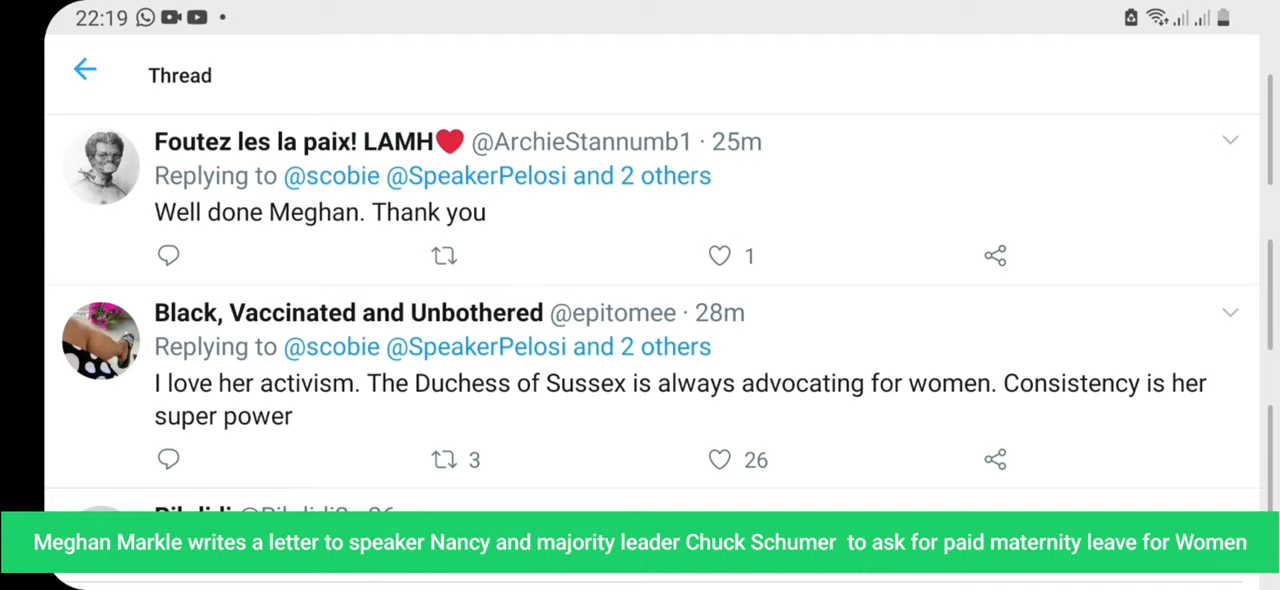 22:19
Thread
Foutez les la paix! LAMH❤️ @ArchieStannumb1 · 25m
Replying to @scobie @SpeakerPelosi and 2 others
Well done Meghan. Thank you
1
Black, Vaccinated and Unbothered @epitomee · 28m
Replying to @scobie @SpeakerPelosi and 2 others
I love her activism. The Duchess of Sussex is always advocating for women. Consistency is her
super power
3 26
Meghan Markle writes a letter to speaker Nancy and majority leader Chuck Schumer to ask for paid maternity leave for Women